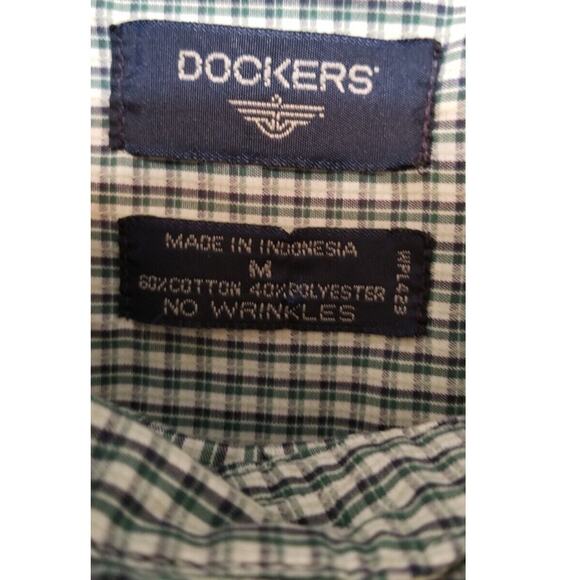 DOCKERS
MADE IN INDONESIA
M
60%COTTON 40%POLYESTER
NO WRINKLES
WPL423